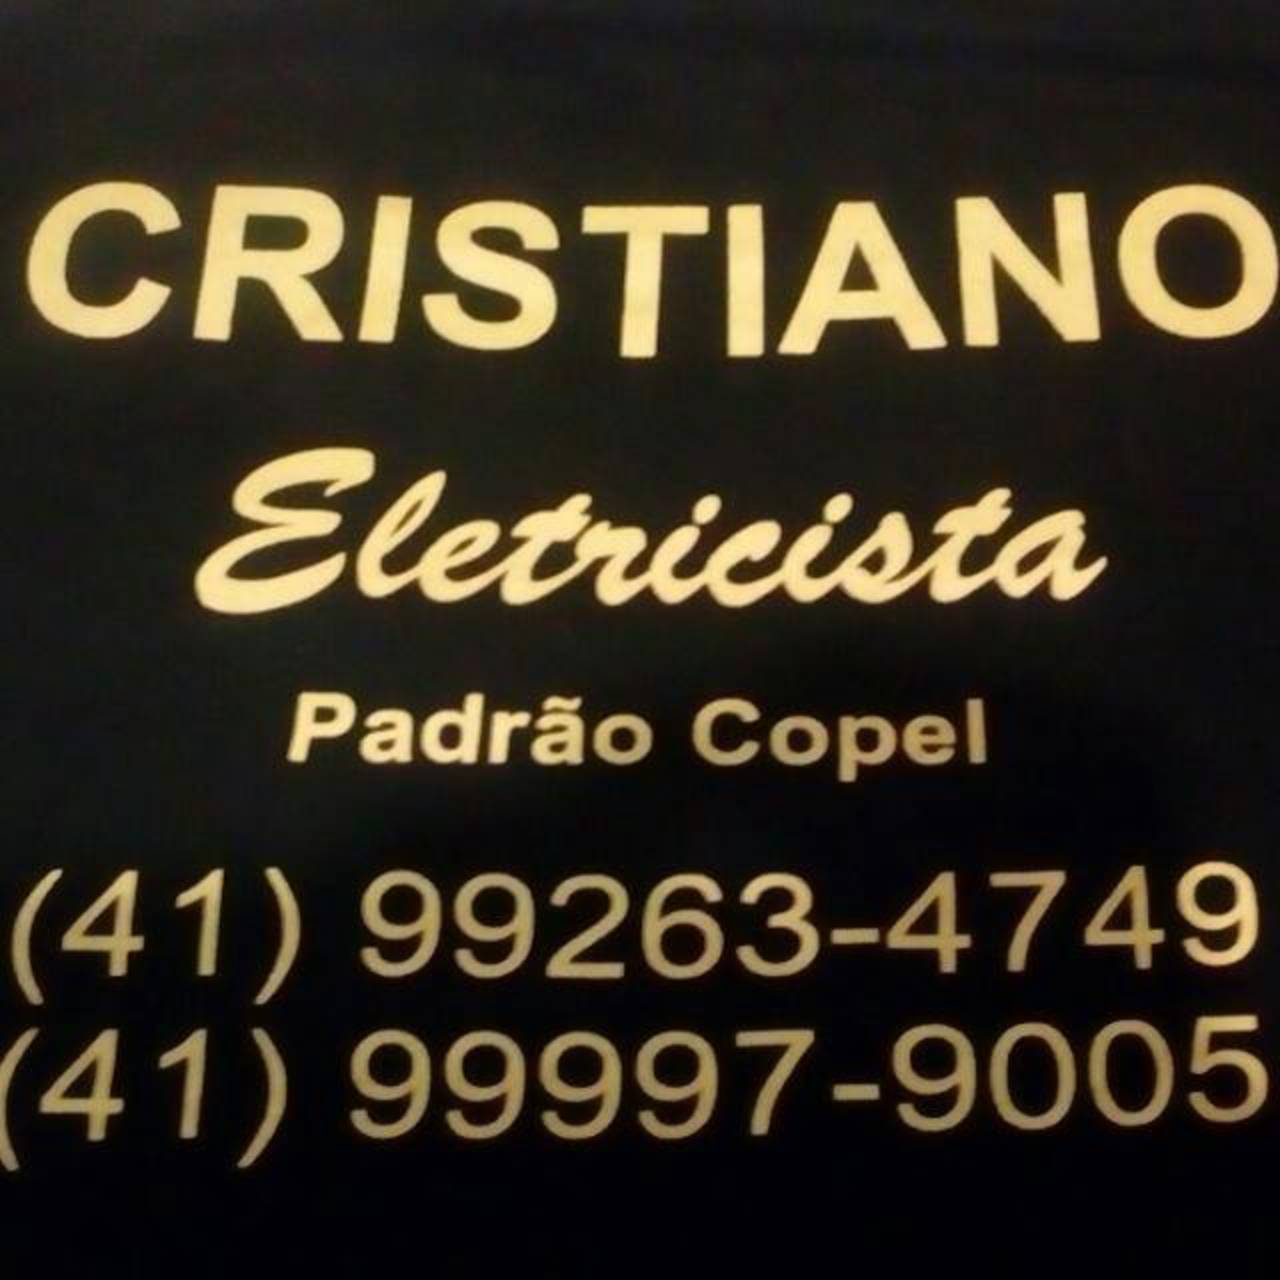 CRISTIANO
Eletricista
Padrão Copel
(41) 99263-4749
(41) 99997-9005